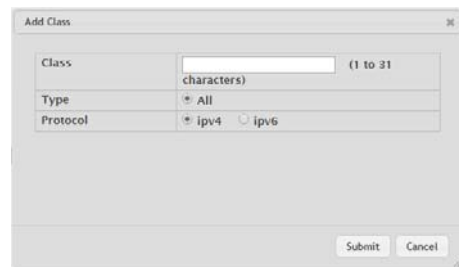 Add Class
Class (1 to 31
characters)
Type All
Protocol ipv4 ipv6
Submit Cancel